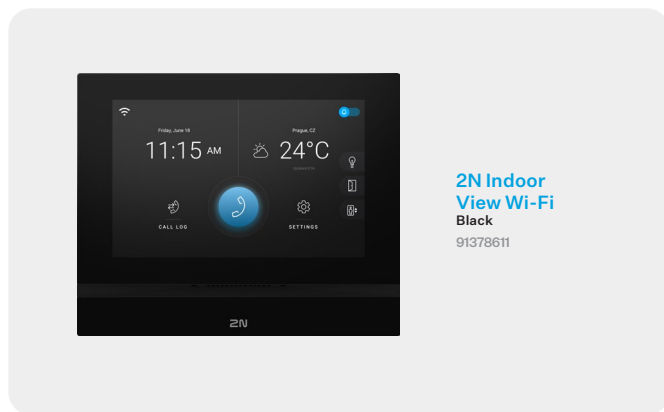 Friday, June 16
11:15 AM
Prague, CZ
24°C
CALL LOG
SETTINGS
2N
2N Indoor
View Wi-Fi
Black
91378611